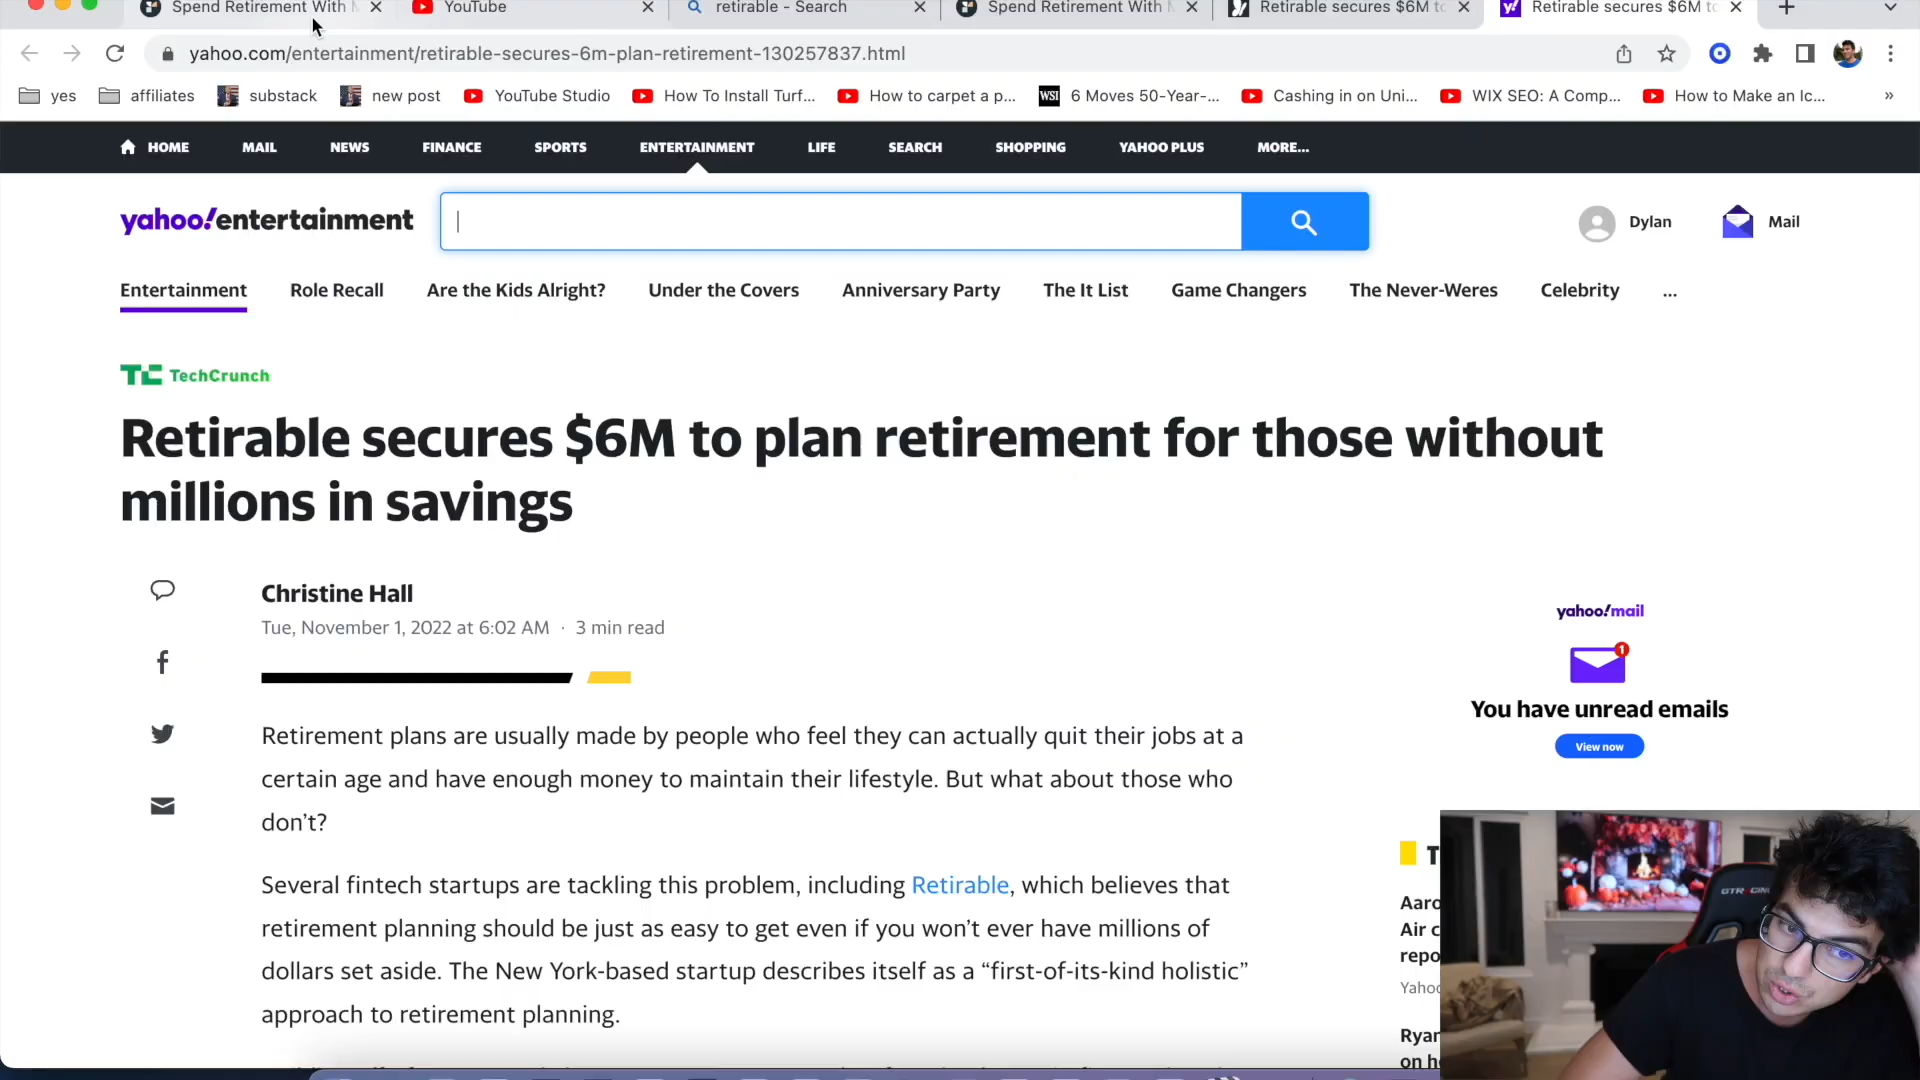 Spend Retirement With
YouTube
retirable - Search
Spend Retirement With
Retirable secures $6M to
Retirable secures $6M to
yahoo.com/entertainment/retirable-secures-6m-plan-retirement-130257837.html
yes
affiliates
substack
new post
YouTube Studio
How To Install Turf...
How to carpet a p...
WSI
6 Moves 50-Year-...
Cashing in on Uni...
WIX SEO: A Comp...
How to Make an Ic...
»
HOME
MAIL
NEWS
FINANCE
SPORTS
ENTERTAINMENT
LIFE
SEARCH
SHOPPING
YAHOO PLUS
MORE...
yahoo!entertainment
Dylan
Mail
Entertainment
Role Recall
Are the Kids Alright?
Under the Covers
Anniversary Party
The It List
Game Changers
The Never-Weres
Celebrity
...
TC TechCrunch
Retirable secures $6M to plan retirement for those without
millions in savings
Christine Hall
Tue, November 1, 2022 at 6:02 AM · 3 min read
Retirement plans are usually made by people who feel they can actually quit their jobs at a
certain age and have enough money to maintain their lifestyle. But what about those who
don’t?
Several fintech startups are tackling this problem, including Retirable, which believes that
retirement planning should be just as easy to get even if you won’t ever have millions of
dollars set aside. The New York-based startup describes itself as a “first-of-its-kind holistic”
approach to retirement planning.
yahoo!mail
1
You have unread emails
View now
Aaro
Air c
repo
Yahoo
Ryan
on h